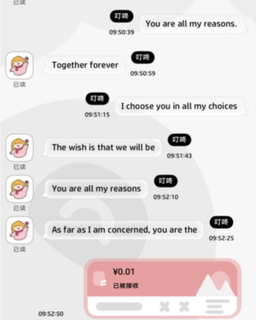 已读
叮咚
09:50:39
You are all my reasons.
Together forever
叮咚
09:50:59
已读
叮咚
09:51:15
I choose you in all my choices
The wish is that we will be
叮咚
09:51:43
已读
You are all my reasons
叮咚
09:52:10
已读
As far as I am concerned, you are the
叮咚
09:52:25
已读
¥0.01
已被接收
09:52:50